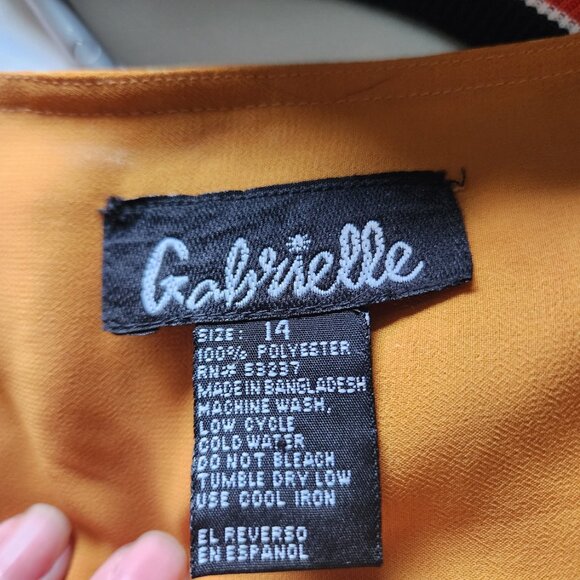 Gabrielle
SIZE: 14
100% POLYESTER
RN# 53237
MADE IN BANGLADESH
MACHINE WASH,
LOW CYCLE
COLD WATER
DO NOT BLEACH
TUMBLE DRY LOW
USE COOL IRON
EL REVERSO
EN ESPANOL